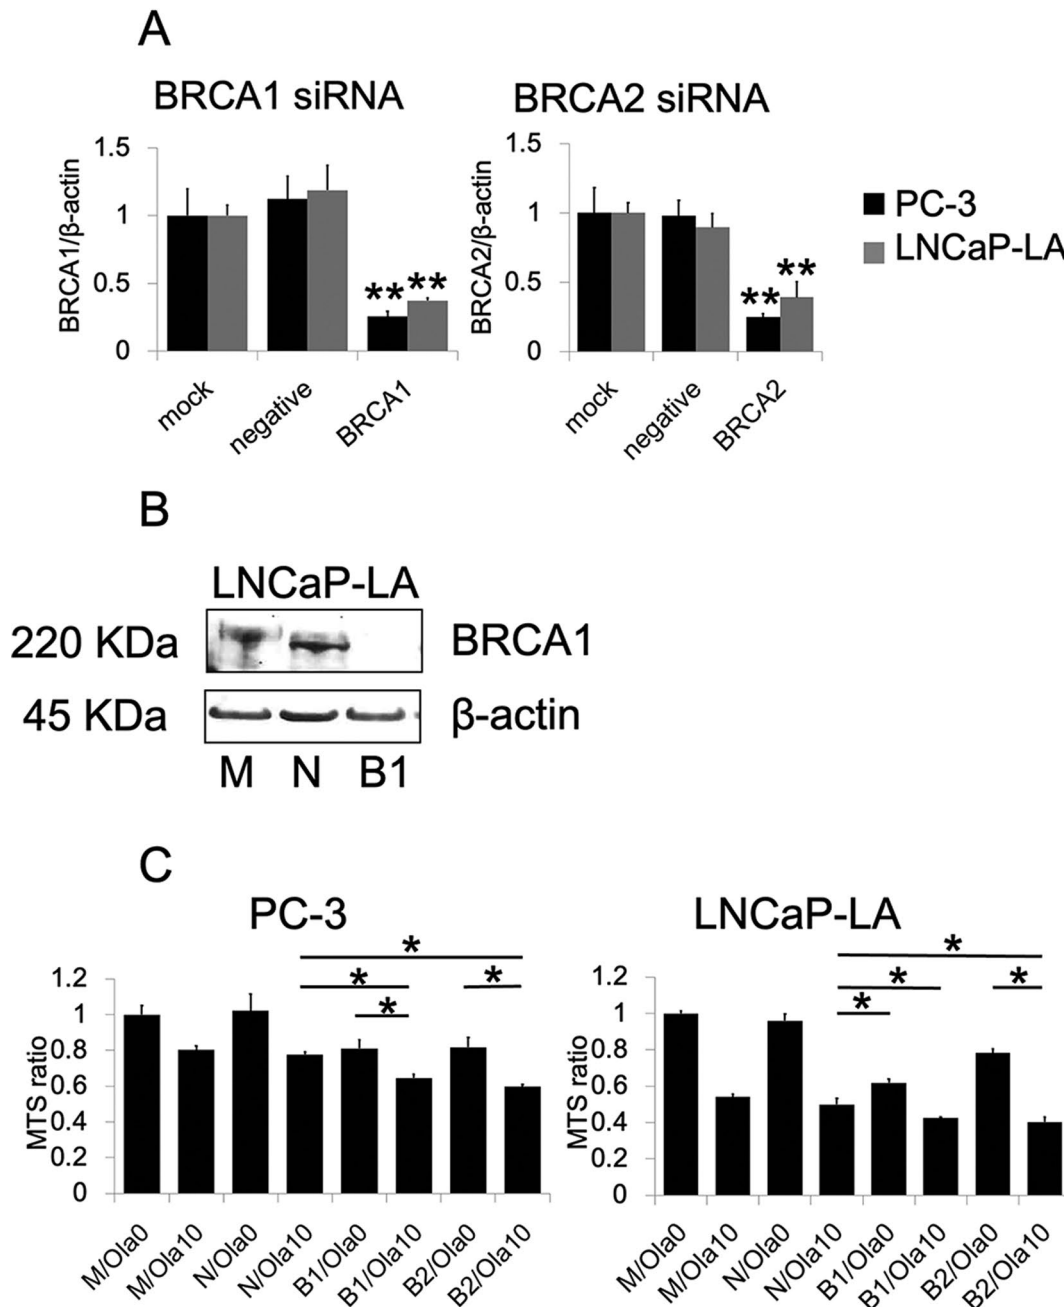 A
BRCA1 siRNA
BRCA1/β-actin
1.5
1
0.5
0
** **
mock
negative
BRCA1
BRCA2 siRNA
BRCA2/β-actin
1.5
1
0.5
0
** **
mock
negative
BRCA2
PC-3
LNCaP-LA
B
LNCaP-LA
220 KDa
BRCA1
45 KDa
β-actin
M N B1
C
PC-3
MTS ratio
1.2
1
0.8
0.6
0.4
0.2
0
*
*
*
*
M/Ola0
M/Ola10
N/Ola0
N/Ola10
B1/Ola0
B1/Ola10
B2/Ola0
B2/Ola10
LNCaP-LA
MTS ratio
1.2
1
0.8
0.6
0.4
0.2
0
*
*
*
*
M/Ola0
M/Ola10
N/Ola0
N/Ola10
B1/Ola0
B1/Ola10
B2/Ola0
B2/Ola10